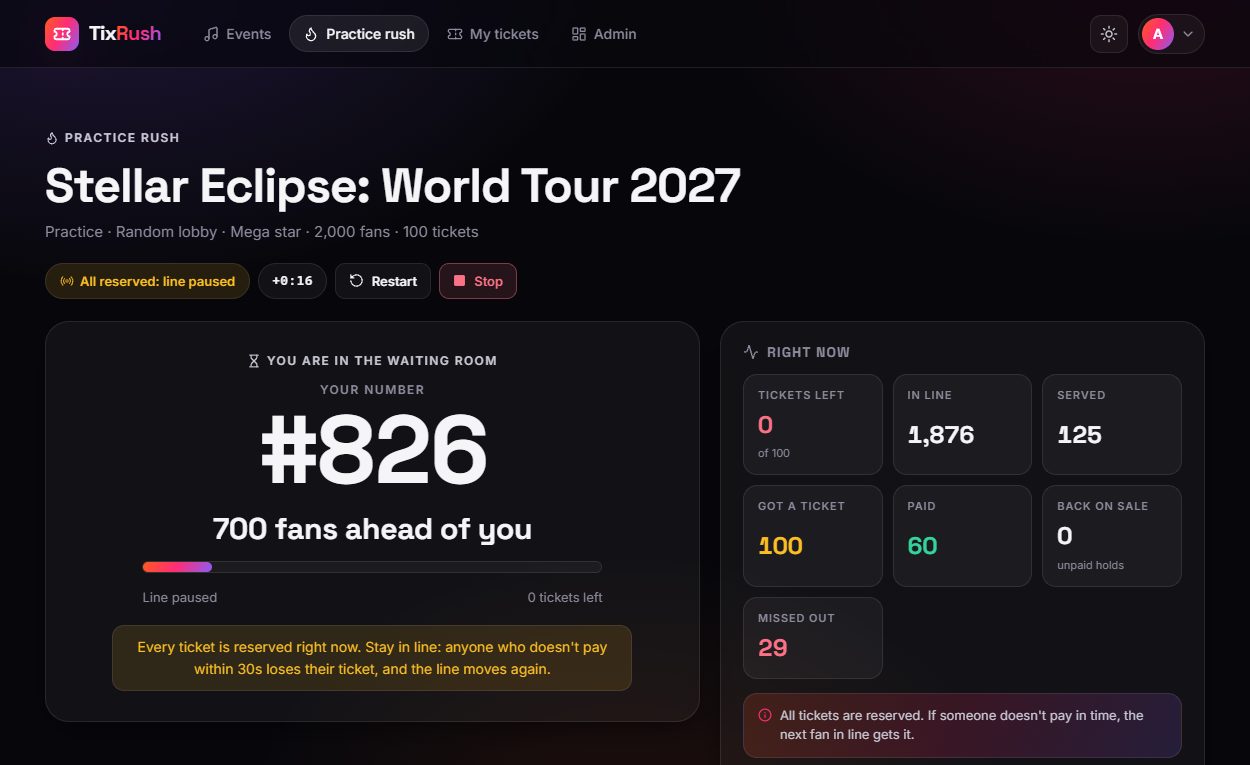 TixRush
Events
Practice rush
My tickets
Admin
A
PRACTICE RUSH
Stellar Eclipse: World Tour 2027
Practice · Random lobby · Mega star · 2,000 fans · 100 tickets
All reserved: line paused
+0:16
Restart
Stop
YOU ARE IN THE WAITING ROOM
YOUR NUMBER
#826
700 fans ahead of you
Line paused
0 tickets left
Every ticket is reserved right now. Stay in line: anyone who doesn't pay
within 30s loses their ticket, and the line moves again.
RIGHT NOW
TICKETS LEFT
0
of 100
IN LINE
1,876
SERVED
125
GOT A TICKET
100
PAID
60
BACK ON SALE
0
unpaid holds
MISSED OUT
29
All tickets are reserved. If someone doesn't pay in time, the
next fan in line gets it.